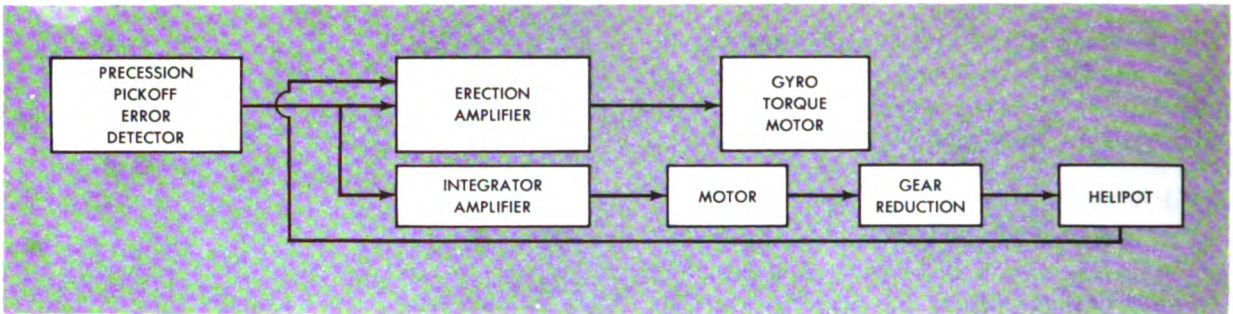 PRECESSION
PICKOFF
ERROR
DETECTOR
ERECTION
AMPLIFIER
GYRO
TORQUE
MOTOR
INTEGRATOR
AMPLIFIER
MOTOR
GEAR
REDUCTION
HELIPOT